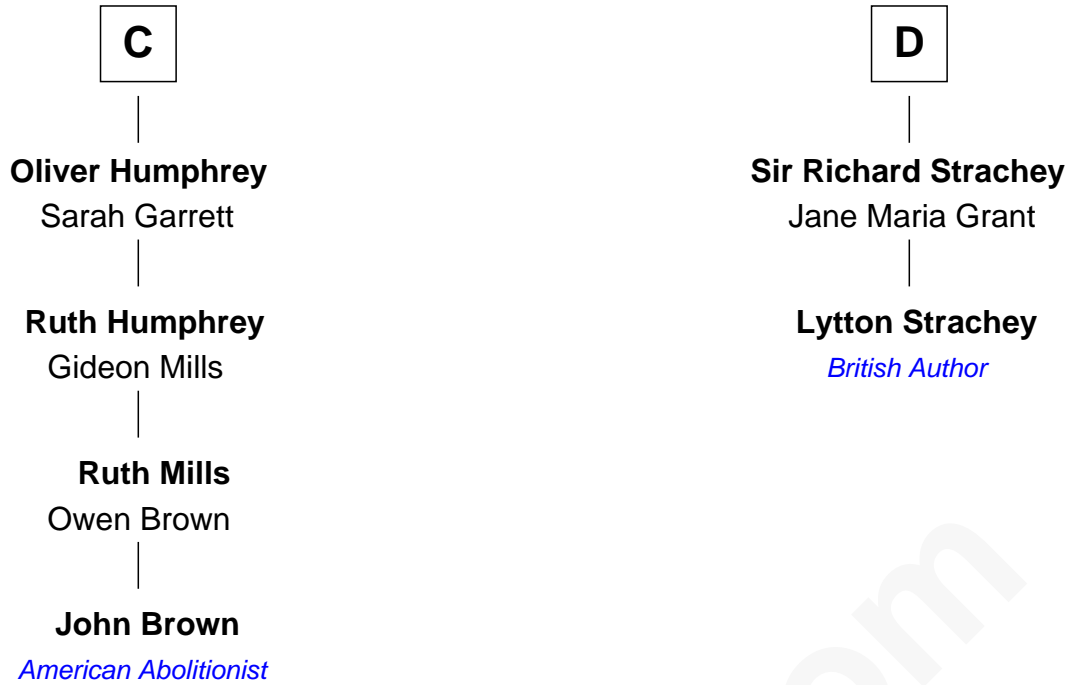 C
Oliver Humphrey
Sarah Garrett
Ruth Humphrey
Gideon Mills
Ruth Mills
Owen Brown
John Brown
American Abolitionist
D
Sir Richard Strachey
Jane Maria Grant
Lytton Strachey
British Author
om